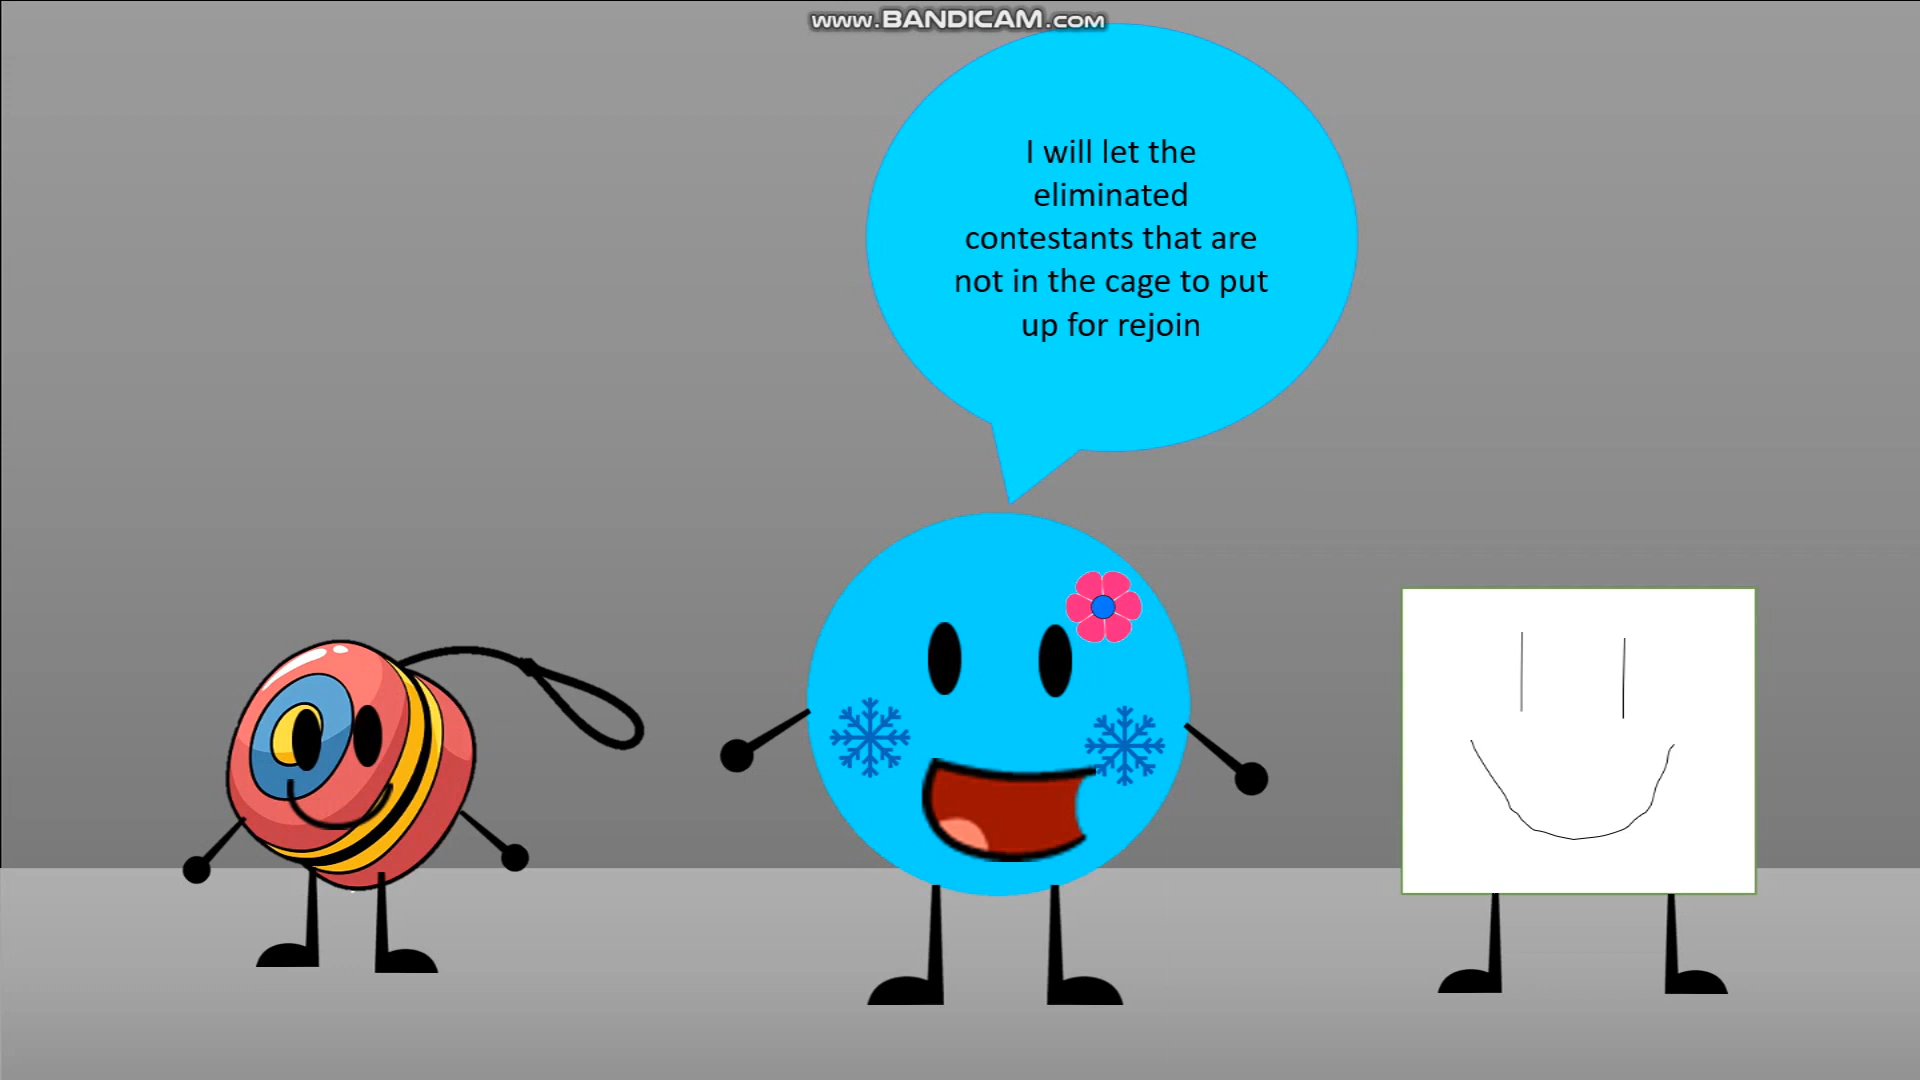 www.BANDICAM.com
I will let the
eliminated
contestants that are
not in the cage to put
up for rejoin